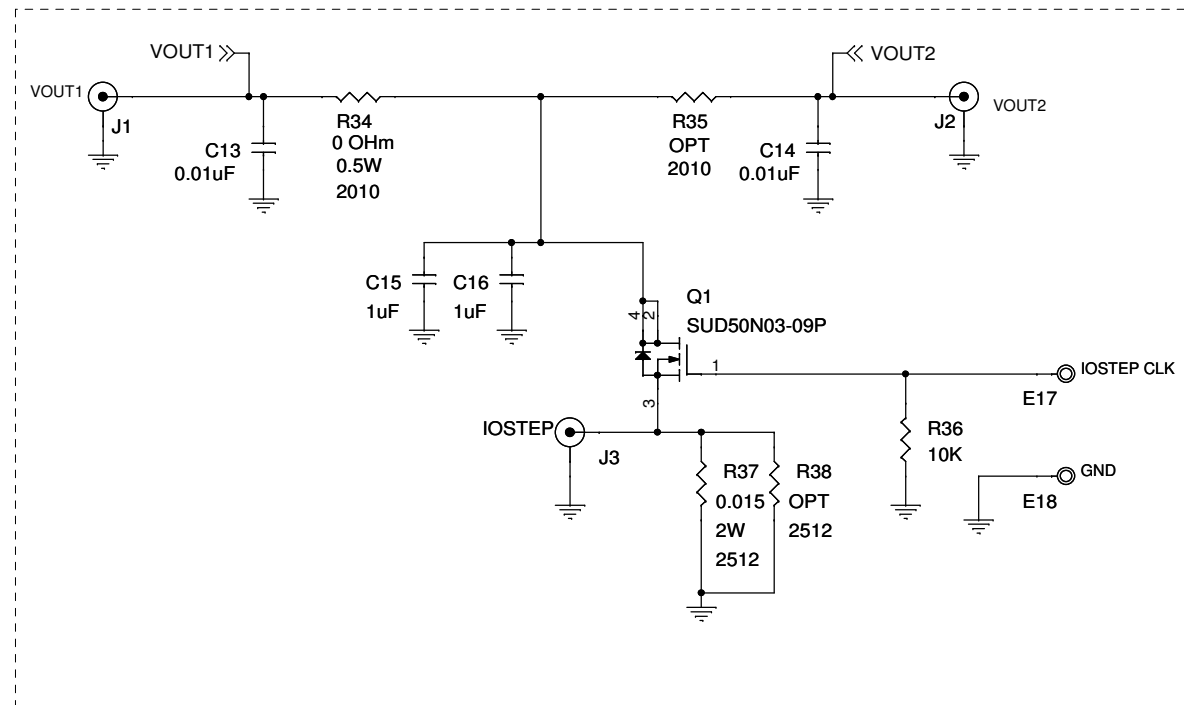 VOUT1
VOUT2
VOUT1
J1
R34
0 OHm
0.5W
2010
C13
0.01uF
R35
OPT
2010
C14
0.01uF
J2
VOUT2
C15
1uF
C16
1uF
Q1
SUD50N03-09P
4
2
1
3
IOSTEP CLK
E17
IOSTEP
J3
R36
10K
R37
0.015
2W
2512
R38
OPT
2512
GND
E18